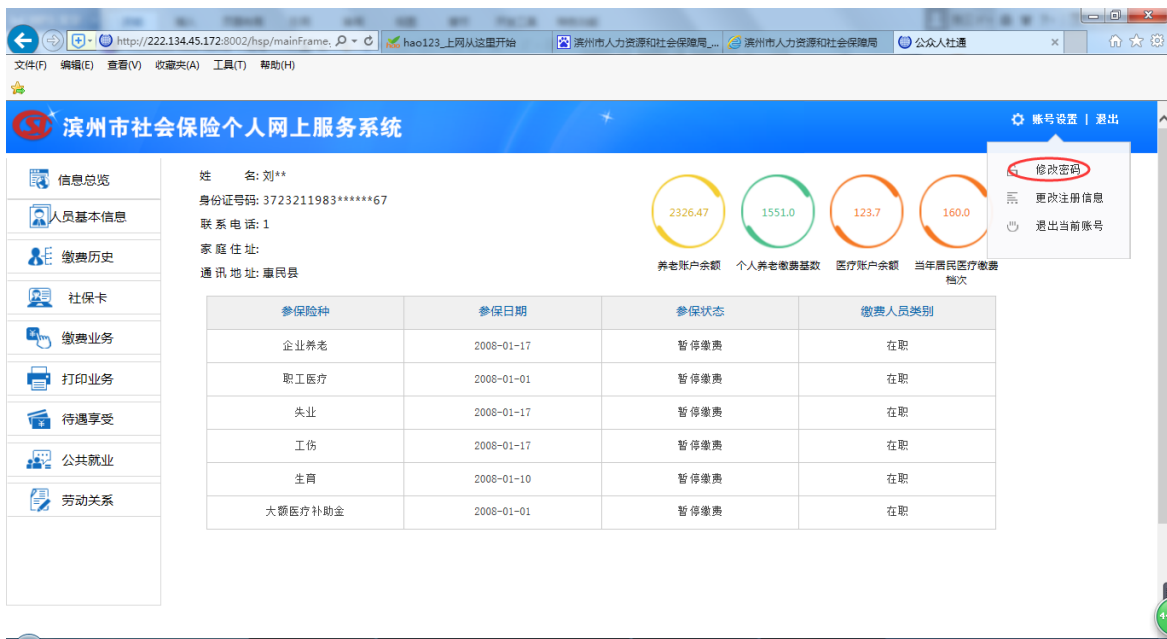 http://222.134.45.172:8002/hsp/mainFrame.
hao123_上网从这里开始
滨州市人力资源和社会保障局_...
滨州市人力资源和社会保障局
公众人社通
文件(F) 编辑(E) 查看(V) 收藏夹(A) 工具(T) 帮助(H)
滨州市社会保险个人网上服务系统
账号设置 | 退出
修改密码
更改注册信息
退出当前账号
信息总览
人员基本信息
缴费历史
社保卡
缴费业务
打印业务
待遇享受
公共就业
劳动关系
姓 名: 刘**
身份证号码: 3723211983******67
联系电话: 1
家庭住址:
通讯地址: 惠民县
2326.47 1551.0 123.7 160.0
养老账户余额 个人养老缴费基数 医疗账户余额 当年居民医疗缴费
档次
参保险种 参保日期 参保状态 缴费人员类别
企业养老 2008-01-17 暂停缴费 在职
职工医疗 2008-01-01 暂停缴费 在职
失业 2008-01-17 暂停缴费 在职
工伤 2008-01-17 暂停缴费 在职
生育 2008-01-10 暂停缴费 在职
大额医疗补助金 2008-01-01 暂停缴费 在职